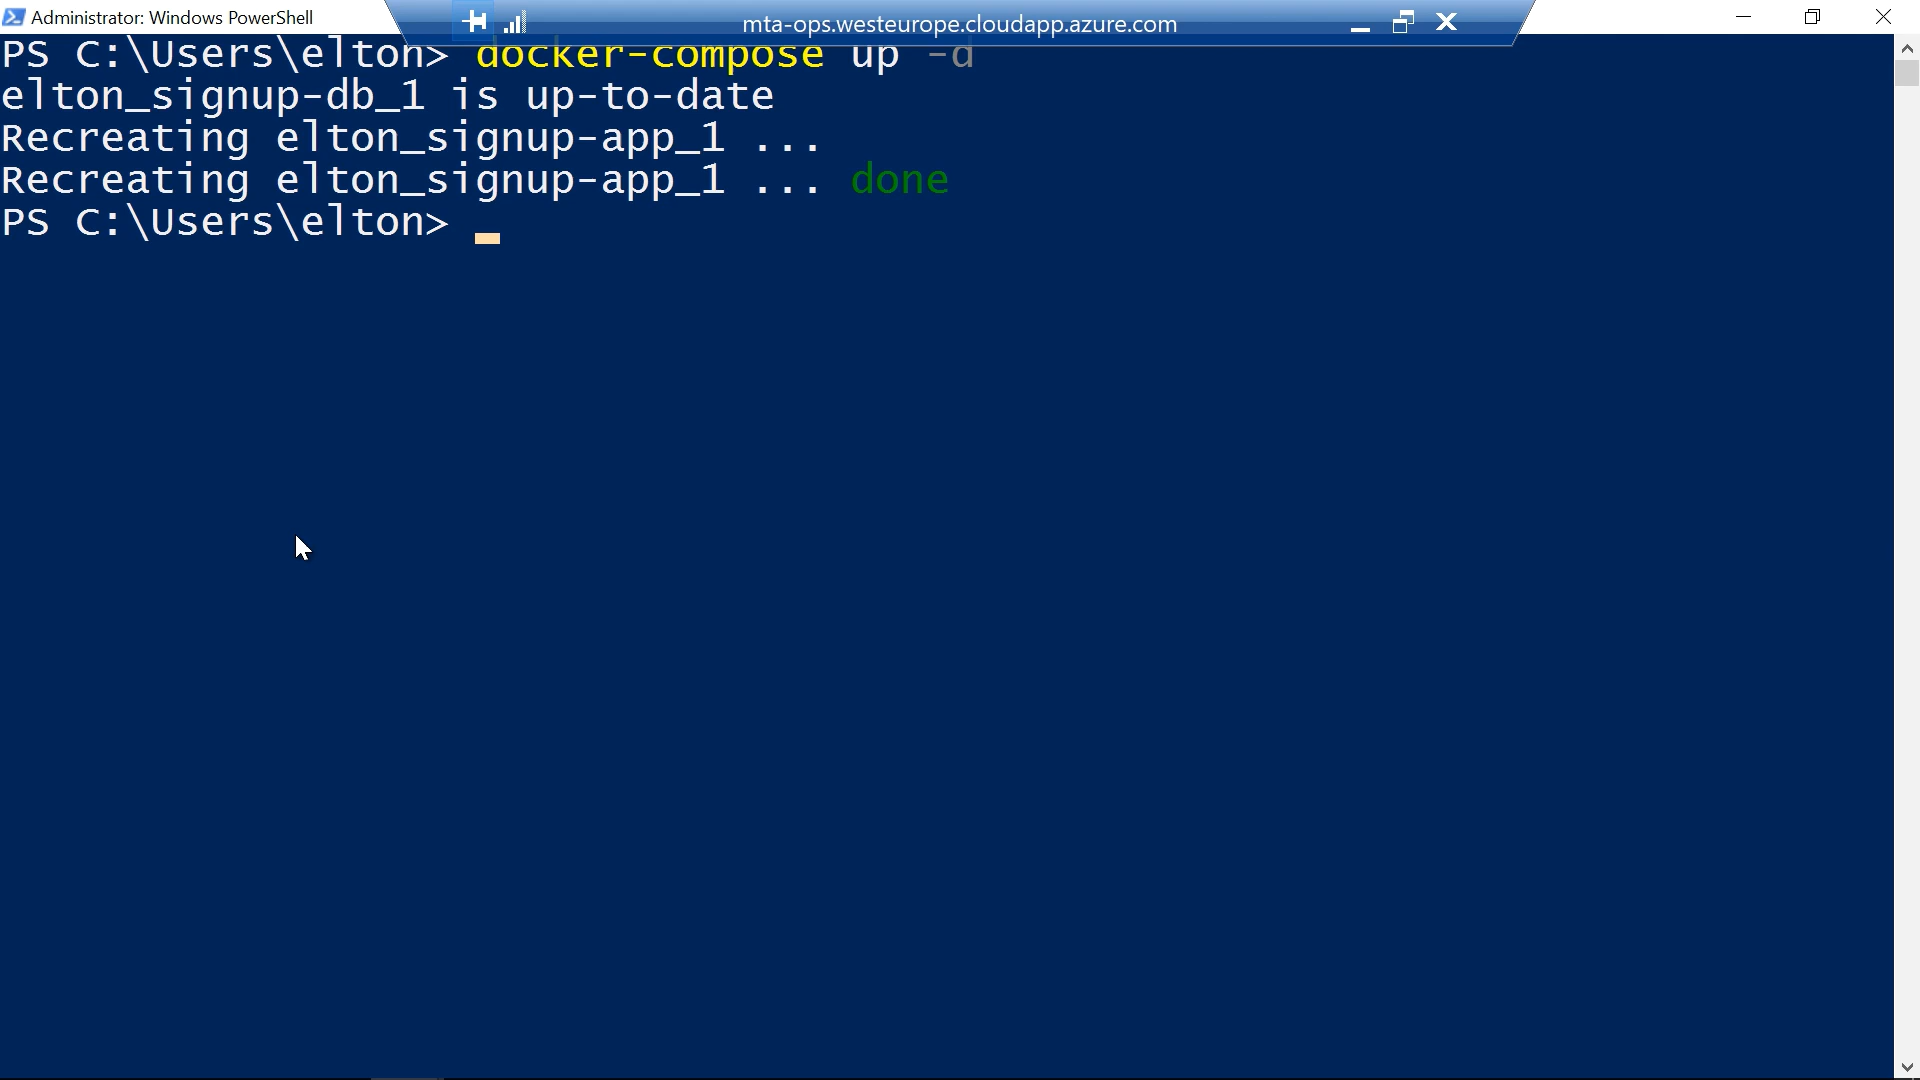 Administrator: Windows PowerShell
mta-ops.westeurope.cloudapp.azure.com
PS C:\Users\elton> docker-compose up -d
elton_signup-db_1 is up-to-date
Recreating elton_signup-app_1 ...
Recreating elton_signup-app_1 ... done
PS C:\Users\elton>